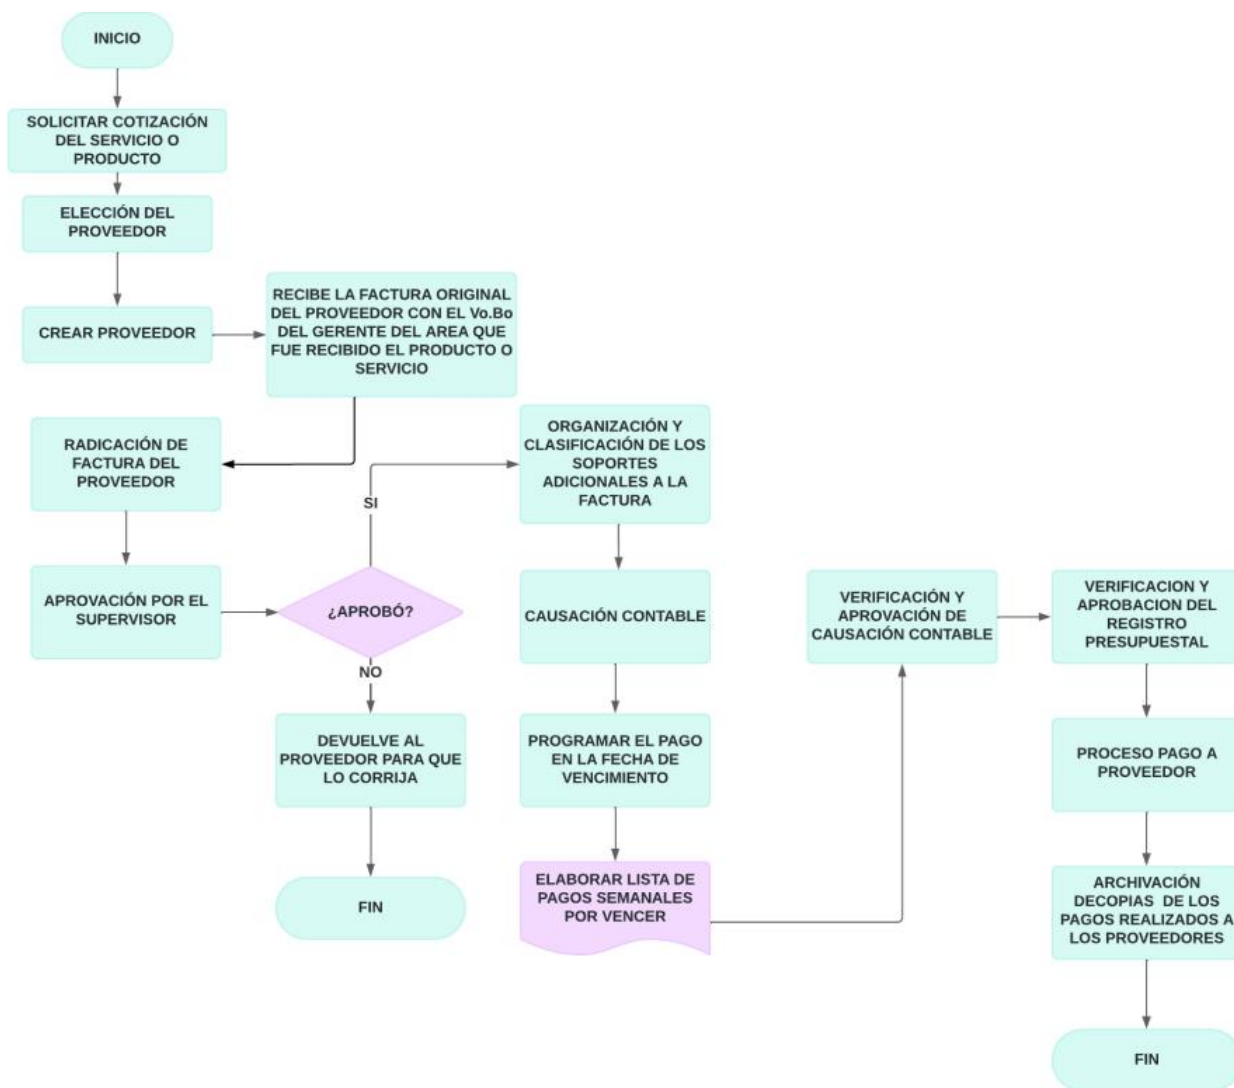 INICIO
SOLICITAR COTIZACIÓN
DEL SERVICIO O
PRODUCTO
ELECCIÓN DEL
PROVEEDOR
CREAR PROVEEDOR
RECIBE LA FACTURA ORIGINAL
DEL PROVEEDOR CON EL Vo.Bo
DEL GERENTE DEL AREA QUE
FUE RECIBIDO EL PRODUCTO O
SERVICIO
RADICACIÓN DE
FACTURA DEL
PROVEEDOR
APROVACIÓN POR EL
SUPERVISOR
¿APROBÓ?
SI
NO
DEVUELVE AL
PROVEEDOR PARA QUE
LO CORRIJA
FIN
ORGANIZACIÓN Y
CLASIFICACIÓN DE LOS
SOPORTES
ADICIONALES A LA
FACTURA
CAUSACIÓN CONTABLE
PROGRAMAR EL PAGO
EN LA FECHA DE
VENCIMIENTO
ELABORAR LISTA DE
PAGOS SEMANALES
POR VENCER
VERIFICACIÓN Y
APROVACIÓN DE
CAUSACIÓN CONTABLE
VERIFICACION Y
APROBACION DEL
REGISTRO
PRESUPUESTAL
PROCESO PAGO A
PROVEEDOR
ARCHIVACIÓN
DECOPIAS DE LOS
PAGOS REALIZADOS A
LOS PROVEEDORES
FIN